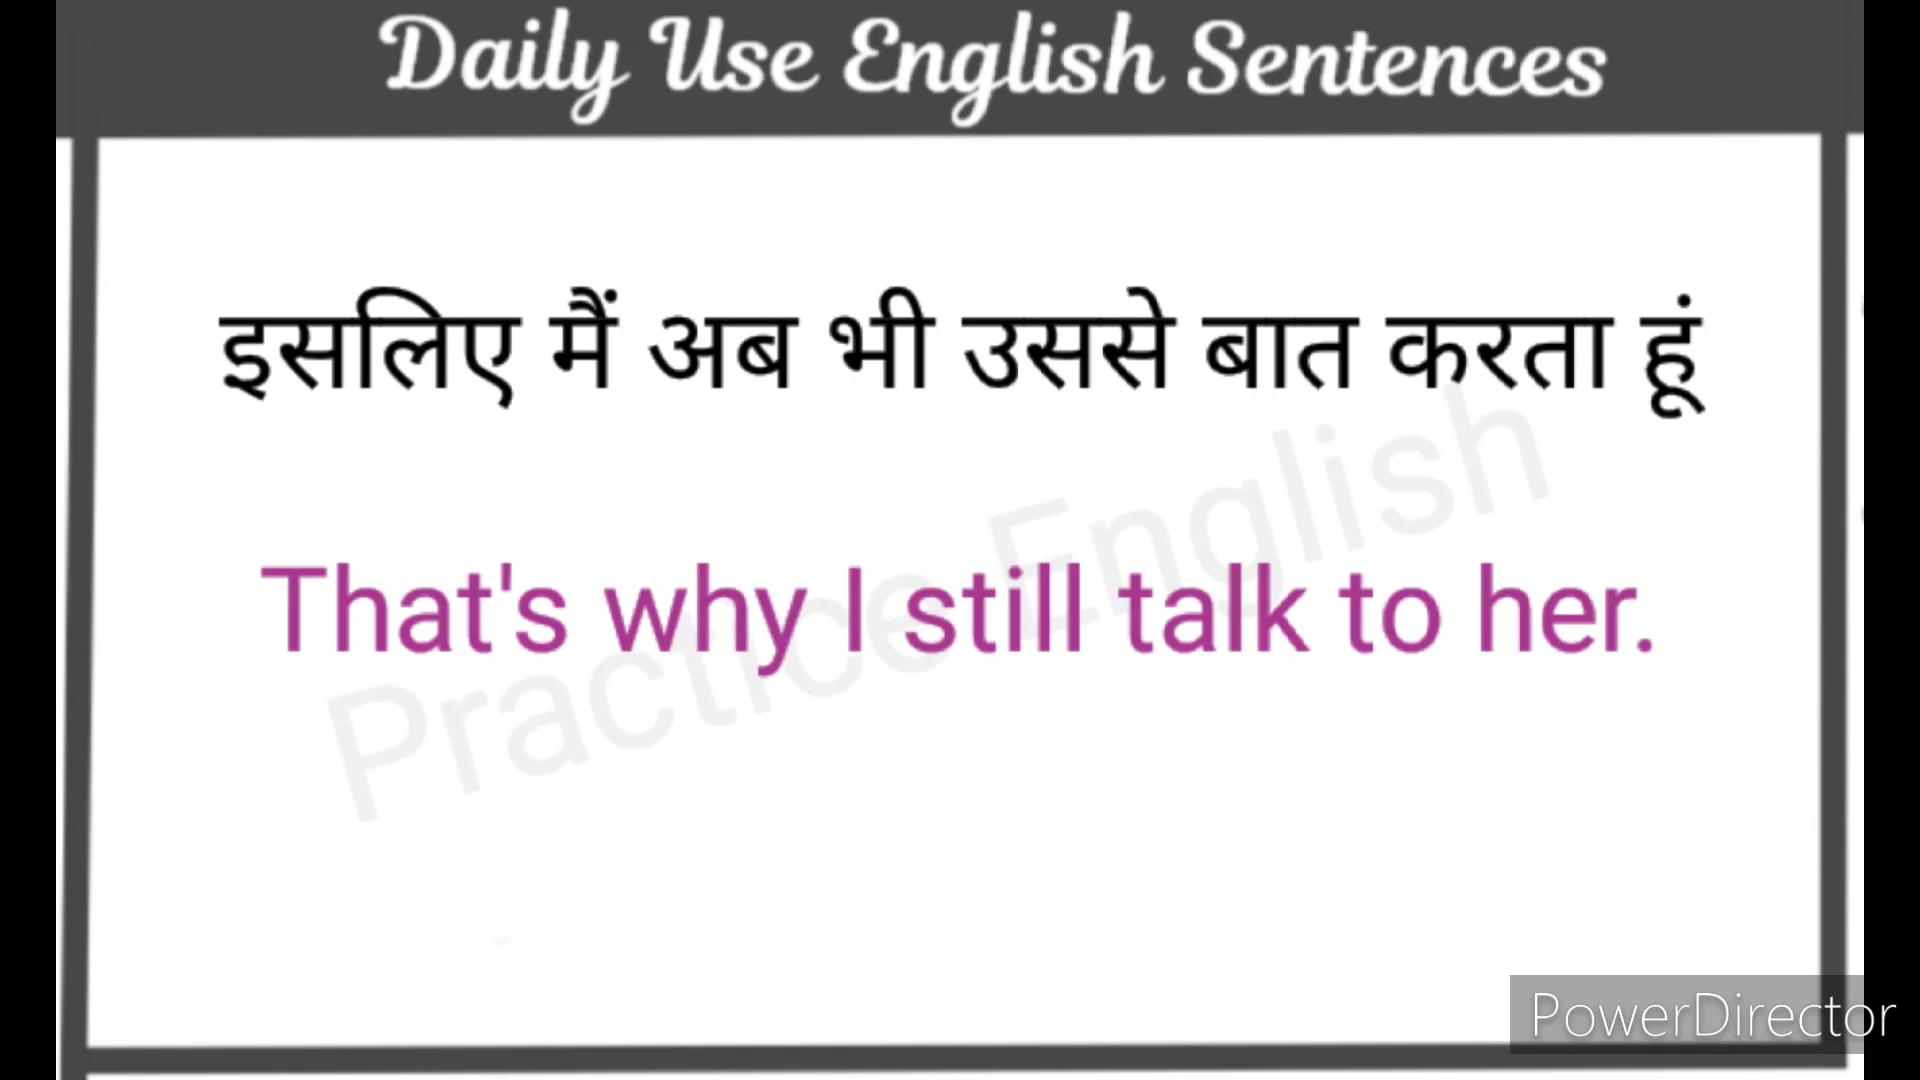 Daily Use English Sentences
इसलिए मैं अब भी उससे बात करता हूं
That's why I still talk to her.
Practice English
PowerDirector